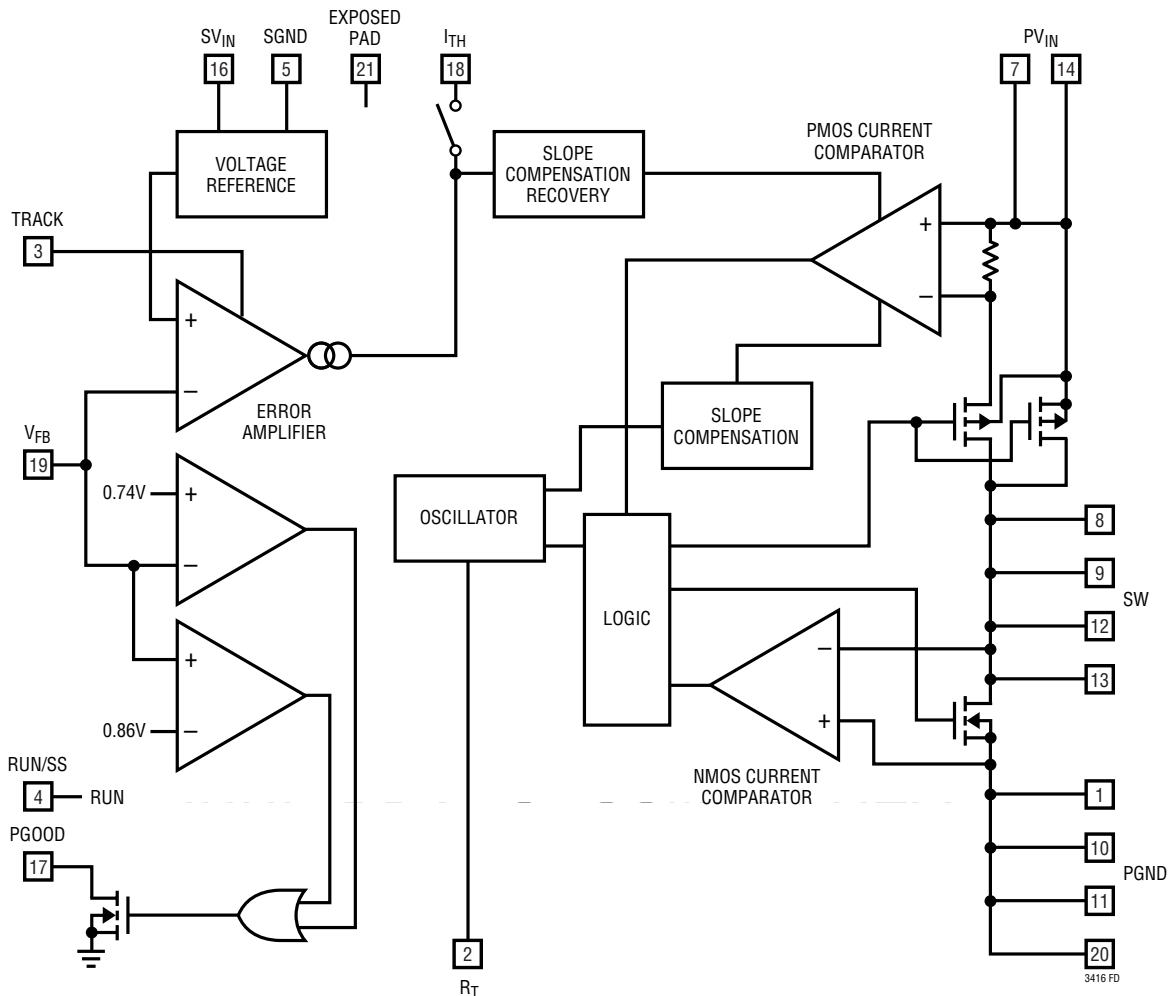 EXPOSED
PAD
SVIN
SGND
ITH
PVIN
16
5
21
18
7
14
VOLTAGE
REFERENCE
SLOPE
COMPENSATION
RECOVERY
PMOS CURRENT
COMPARATOR
TRACK
3
+
–
+
–
ERROR
AMPLIFIER
SLOPE
COMPENSATION
VFB
19
0.74V
+
–
OSCILLATOR
LOGIC
8
9
SW
12
13
+
–
0.86V
–
+
NMOS CURRENT
COMPARATOR
RUN/SS
4
RUN
1
PGOOD
17
10
PGND
11
2
RT
20
3416 FD